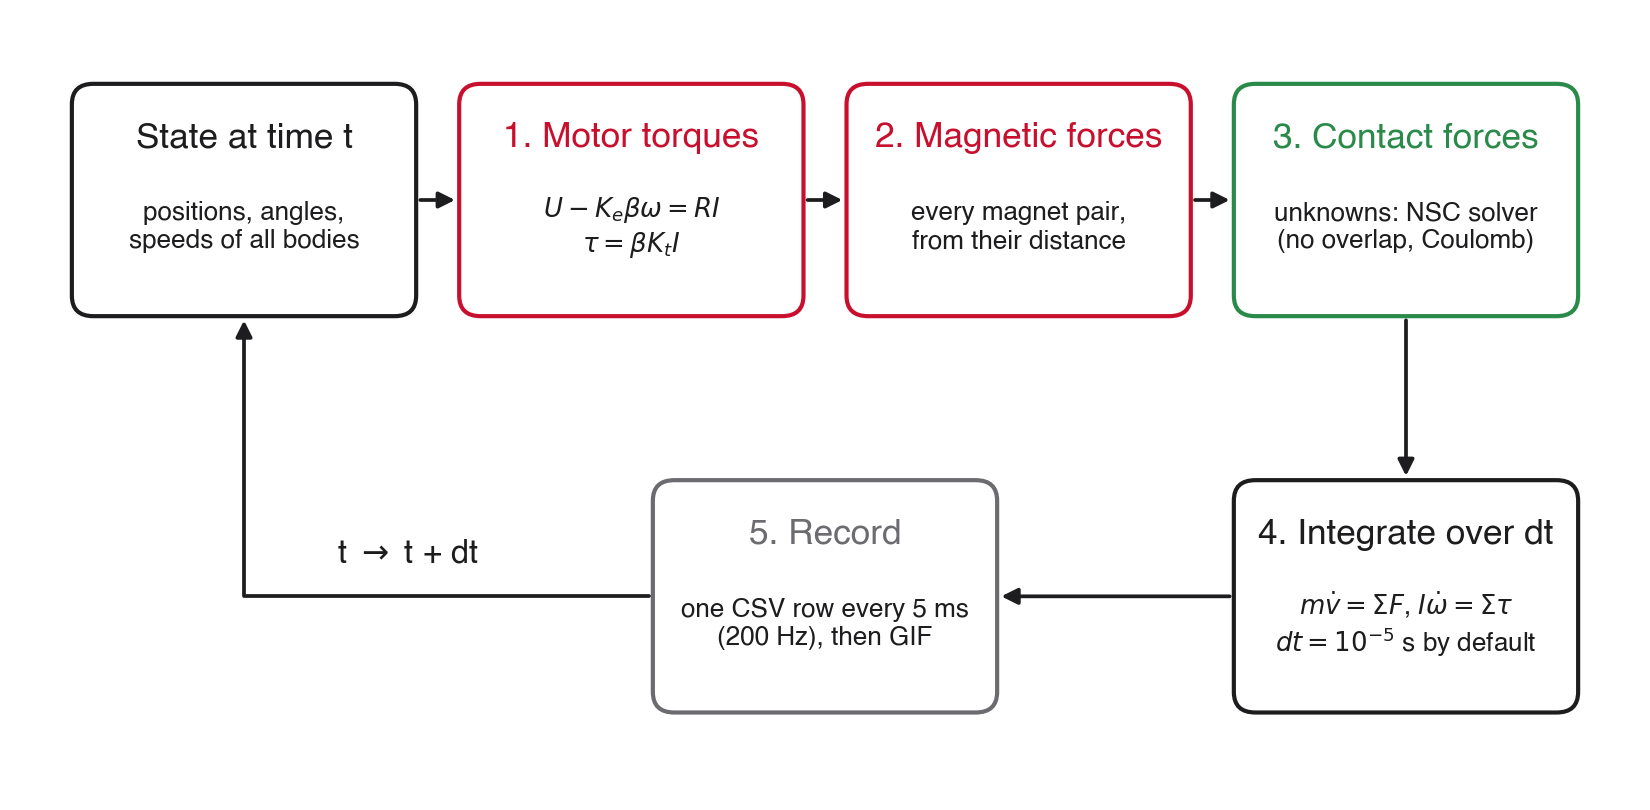 State at time t
positions, angles,
speeds of all bodies
1. Motor torques
U − Kₑβω = RI
τ = βKₜI
2. Magnetic forces
every magnet pair,
from their distance
3. Contact forces
unknowns: NSC solver
(no overlap, Coulomb)
4. Integrate over dt
mv̇ = ΣF, Iω̇ = Στ
dt = 10⁻⁵ s by default
5. Record
one CSV row every 5 ms
(200 Hz), then GIF
t → t + dt